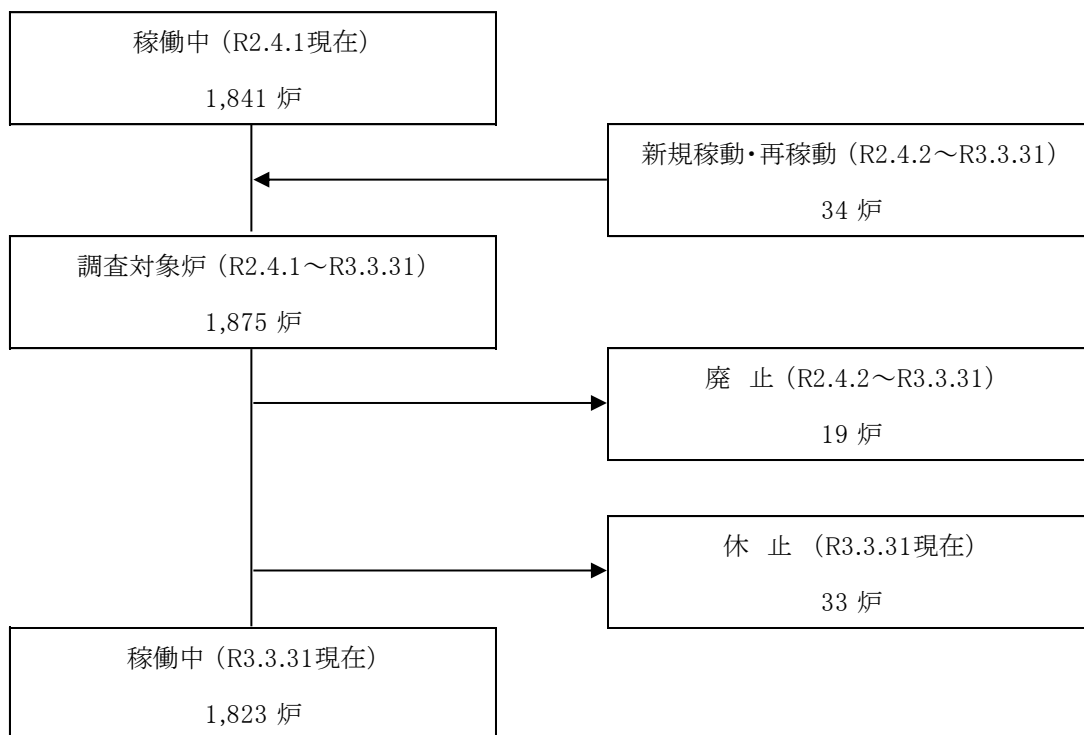 稼働中（R2.4.1現在）
1,841 炉
新規稼動・再稼動（R2.4.2～R3.3.31）
34 炉
調査対象炉（R2.4.1～R3.3.31）
1,875 炉
廃 止（R2.4.2～R3.3.31）
19 炉
休 止 （R3.3.31現在）
33 炉
稼働中（R3.3.31現在）
1,823 炉